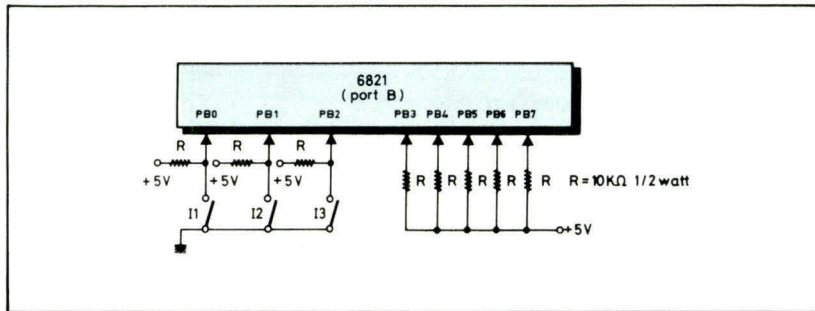 6821
(port B)
PB0 PB1 PB2 PB3 PB4 PB5 PB6 PB7
R R R R R R R R R=10KΩ 1/2 watt
+5V +5V +5V
I1 I2 I3
+5V